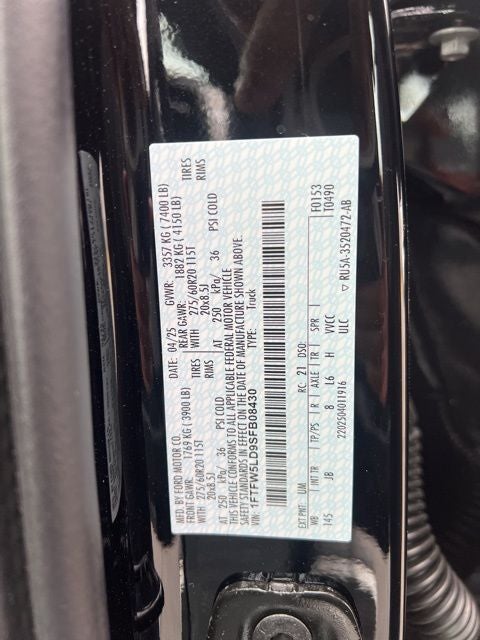 MFD. BY FORD MOTOR CO.
DATE: 04/25 GVWR: 3357 KG ( 7400 LB)
FRONT GAWR: 1769 KG ( 3900 LB) REAR GAWR: 1882 KG ( 4150 LB)
WITH 275/60R20 115T TIRES WITH 275/60R20 115T TIRES
20x8.5J RIMS 20x8.5J RIMS
AT 250 kPa/ 36 PSI COLD AT 250 kPa/ 36 PSI COLD
THIS VEHICLE CONFORMS TO ALL APPLICABLE FEDERAL MOTOR VEHICLE
SAFETY STANDARDS IN EFFECT ON THE DATE OF MANUFACTURE SHOWN ABOVE.
VIN: 1FTFW5LD9SFB08430 TYPE: Truck
F0153
T0490
EXT PNT: UM RC: 21 DSO:
WB INT TR TP/PS R AXLE TR SPR
145 JB 8 L6 H VVCC
2202504011916 ULC
▽ RU5A-3520472-AB